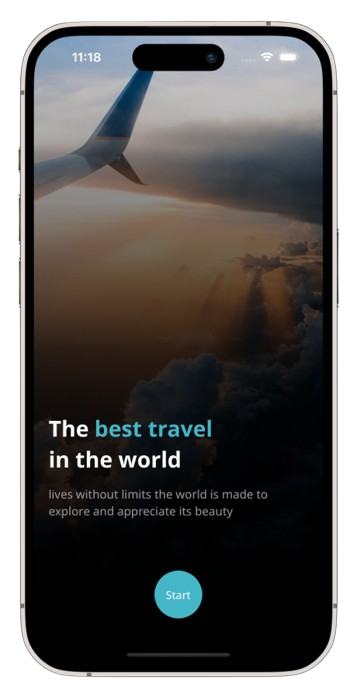 11:18
The best travel
in the world
lives without limits the world is made to
explore and appreciate its beauty
Start